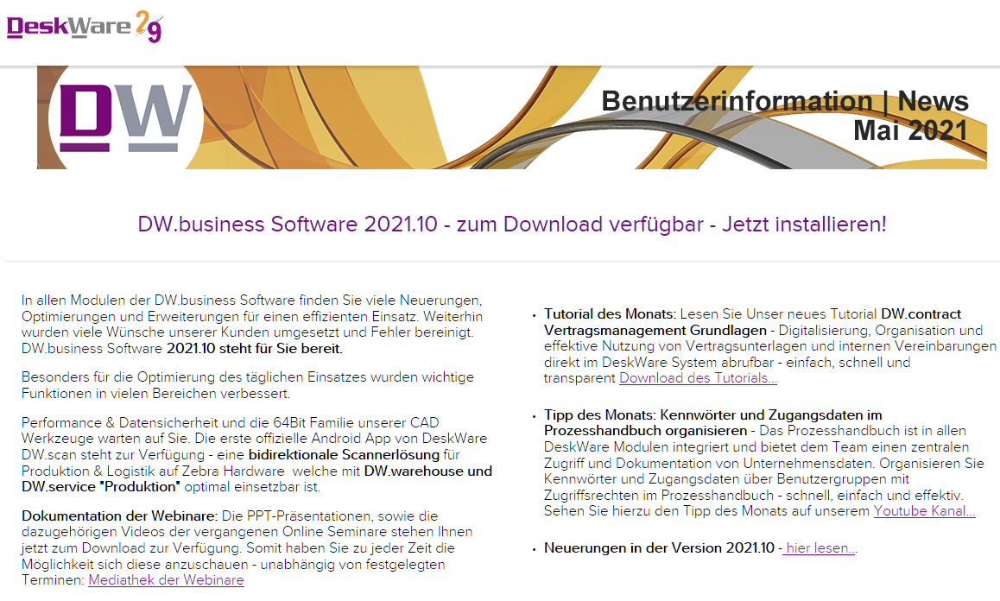 DeskWare 29
DW
Benutzerinformation | News
Mai 2021
DW.business Software 2021.10 - zum Download verfügbar - Jetzt installieren!
In allen Modulen der DW.business Software finden Sie viele Neuerungen,
Optimierungen und Erweiterungen für einen effizienten Einsatz. Weiterhin
wurden viele Wünsche unserer Kunden umgesetzt und Fehler bereinigt.
DW.business Software 2021.10 steht für Sie bereit.
Besonders für die Optimierung des täglichen Einsatzes wurden wichtige
Funktionen in vielen Bereichen verbessert.
Performance & Datensicherheit und die 64Bit Familie unserer CAD
Werkzeuge warten auf Sie. Die erste offizielle Android App von DeskWare
DW.scan steht zur Verfügung - eine bidirektionale Scannerlösung für
Produktion & Logistik auf Zebra Hardware welche mit DW.warehouse und
DW.service "Produktion" optimal einsetzbar ist.
Dokumentation der Webinare: Die PPT-Präsentationen, sowie die
dazugehörigen Videos der vergangenen Online Seminare stehen Ihnen
jetzt zum Download zur Verfügung. Somit haben Sie zu jeder Zeit die
Möglichkeit sich diese anzuschauen - unabhängig von festgelegten
Terminen: Mediathek der Webinare
• Tutorial des Monats: Lesen Sie Unser neues Tutorial DW.contract
Vertragsmanagement Grundlagen - Digitalisierung, Organisation und
effektive Nutzung von Vertragsunterlagen und internen Vereinbarungen
direkt im DeskWare System abrufbar - einfach, schnell und
transparent Download des Tutorials...
• Tipp des Monats: Kennwörter und Zugangsdaten im
Prozesshandbuch organisieren - Das Prozesshandbuch ist in allen
DeskWare Modulen integriert und bietet dem Team einen zentralen
Zugriff und Dokumentation von Unternehmensdaten. Organisieren Sie
Kennwörter und Zugangsdaten über Benutzergruppen mit
Zugriffsrechten im Prozesshandbuch - schnell, einfach und effektiv.
Sehen Sie hierzu den Tipp des Monats auf unserem Youtube Kanal...
• Neuerungen in der Version 2021.10 - hier lesen...